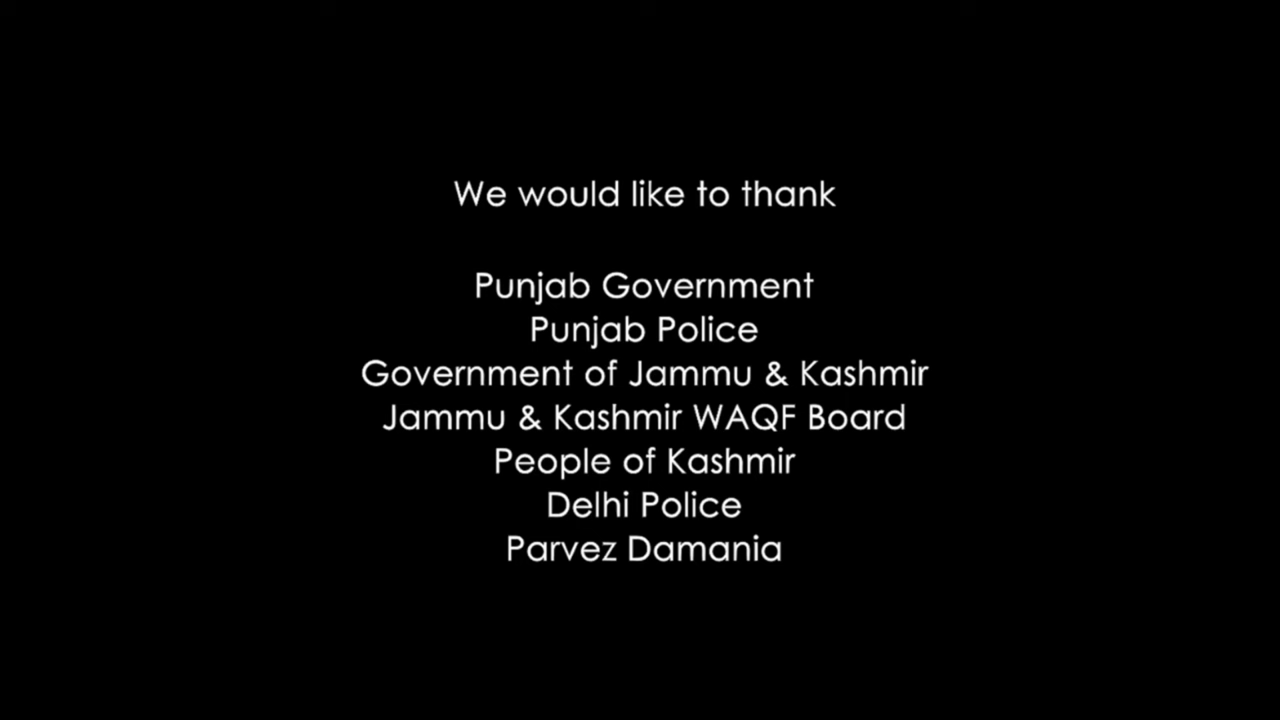 We would like to thank
Punjab Government
Punjab Police
Government of Jammu & Kashmir
Jammu & Kashmir WAQF Board
People of Kashmir
Delhi Police
Parvez Damania